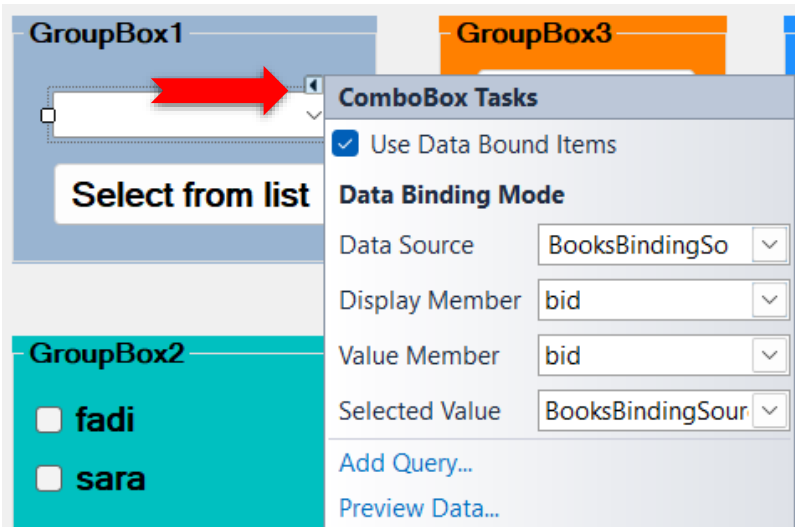 GroupBox1
GroupBox3
ComboBox Tasks
Use Data Bound Items
Select from list
Data Binding Mode
Data Source BooksBindingSo
Display Member bid
GroupBox2
Value Member bid
fadi
Selected Value BooksBindingSour
sara
Add Query...
Preview Data...